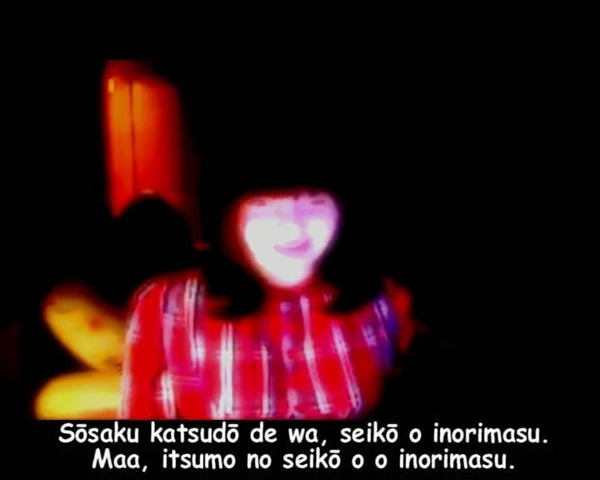 Sōsaku katsudō de wa, seikō o inorimasu.
Maa, itsumo no seikō o o inorimasu.